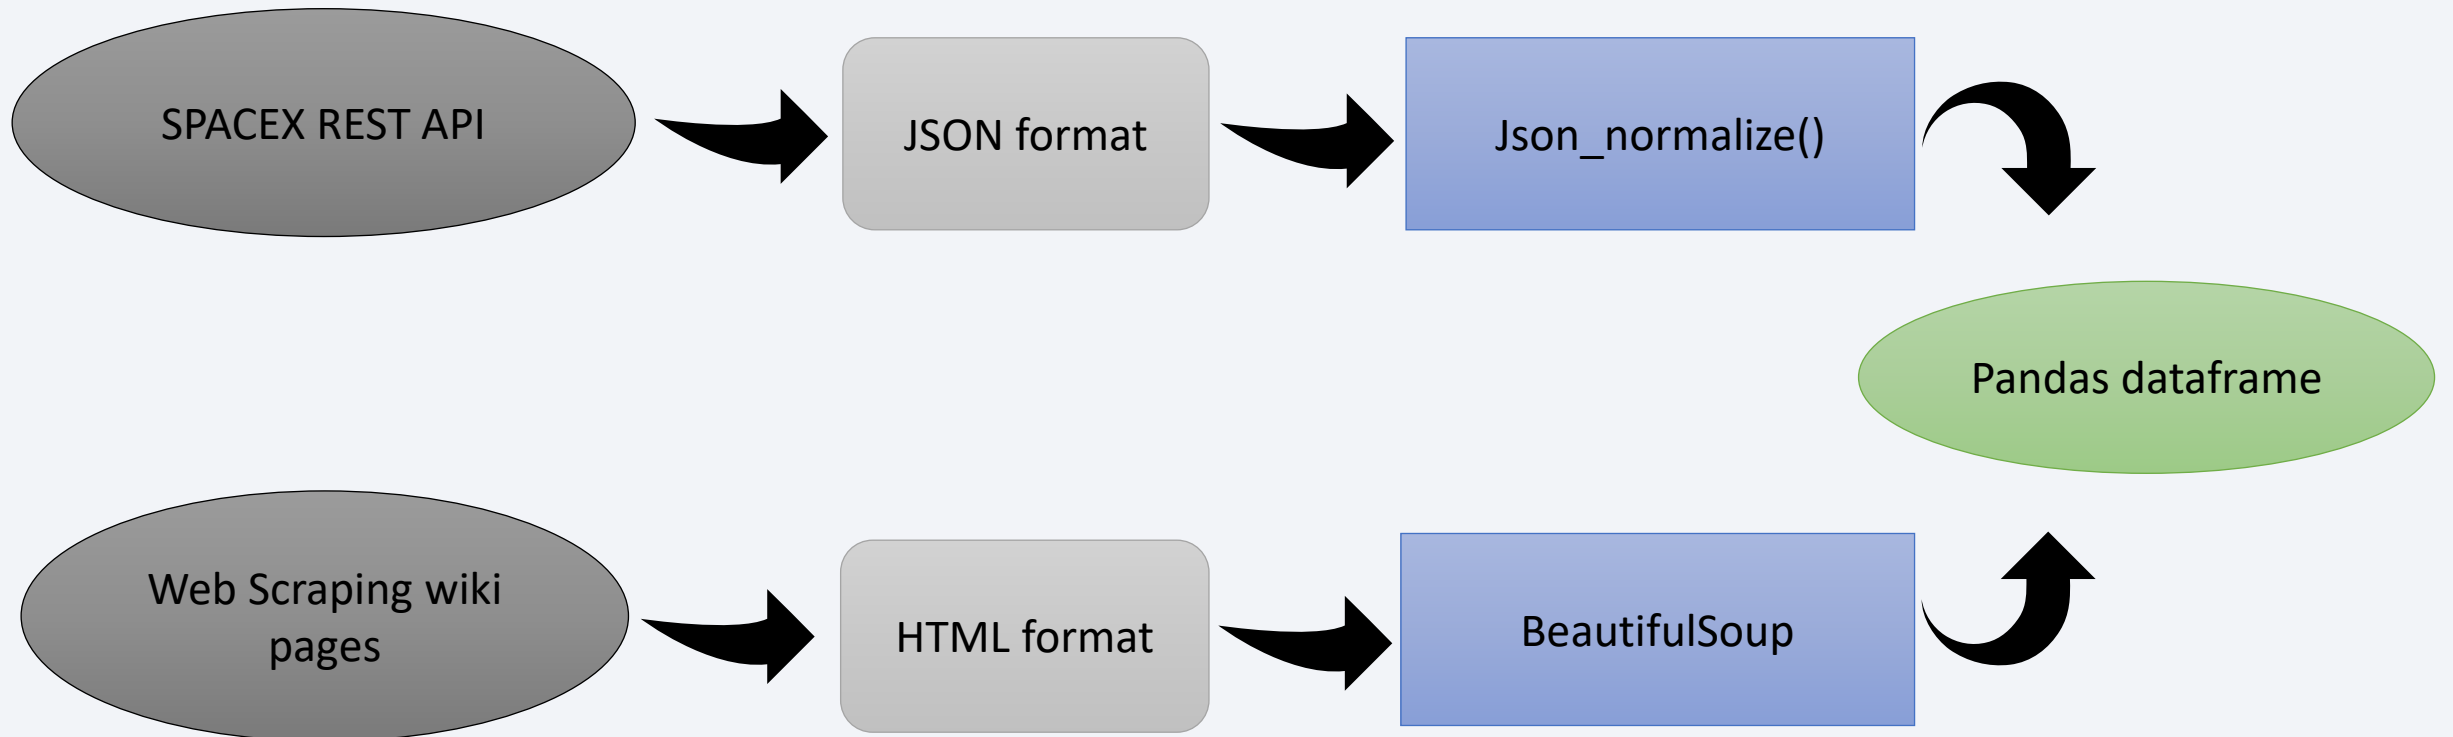 SPACEX REST API
JSON format
Json_normalize()
Pandas dataframe
Web Scraping wiki
pages
HTML format
BeautifulSoup